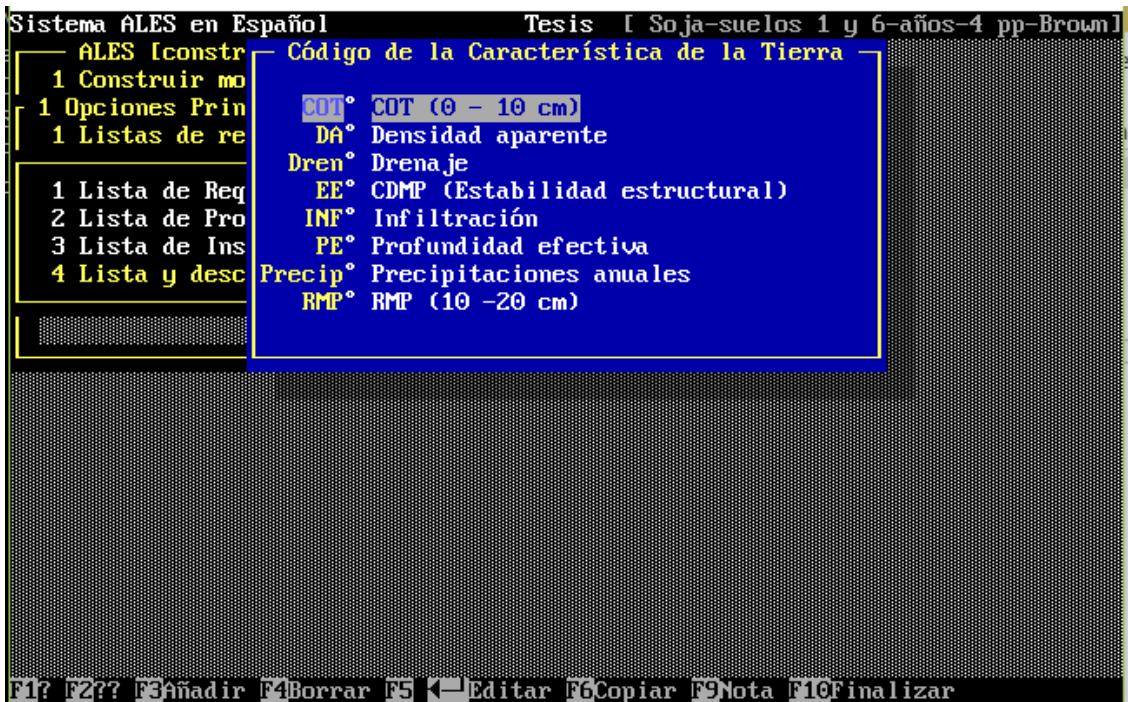 Sistema ALES en Español Tesis [ Soja-suelos 1 y 6-años-4 pp-Brown]
ALES [constr
1 Construir mo
1 Opciones Prin
1 Listas de re
1 Lista de Req
2 Lista de Pro
3 Lista de Ins
4 Lista y desc
Código de la Característica de la Tierra
COT° COT (0 - 10 cm)
DA° Densidad aparente
Dren° Drenaje
EE° CDMP (Estabilidad estructural)
INF° Infiltración
PE° Profundidad efectiva
Precip° Precipitaciones anuales
RMP° RMP (10 -20 cm)
F1? F2?? F3Añadir F4Borrar F5 Editar F6Copiar F9Nota F10Finalizar